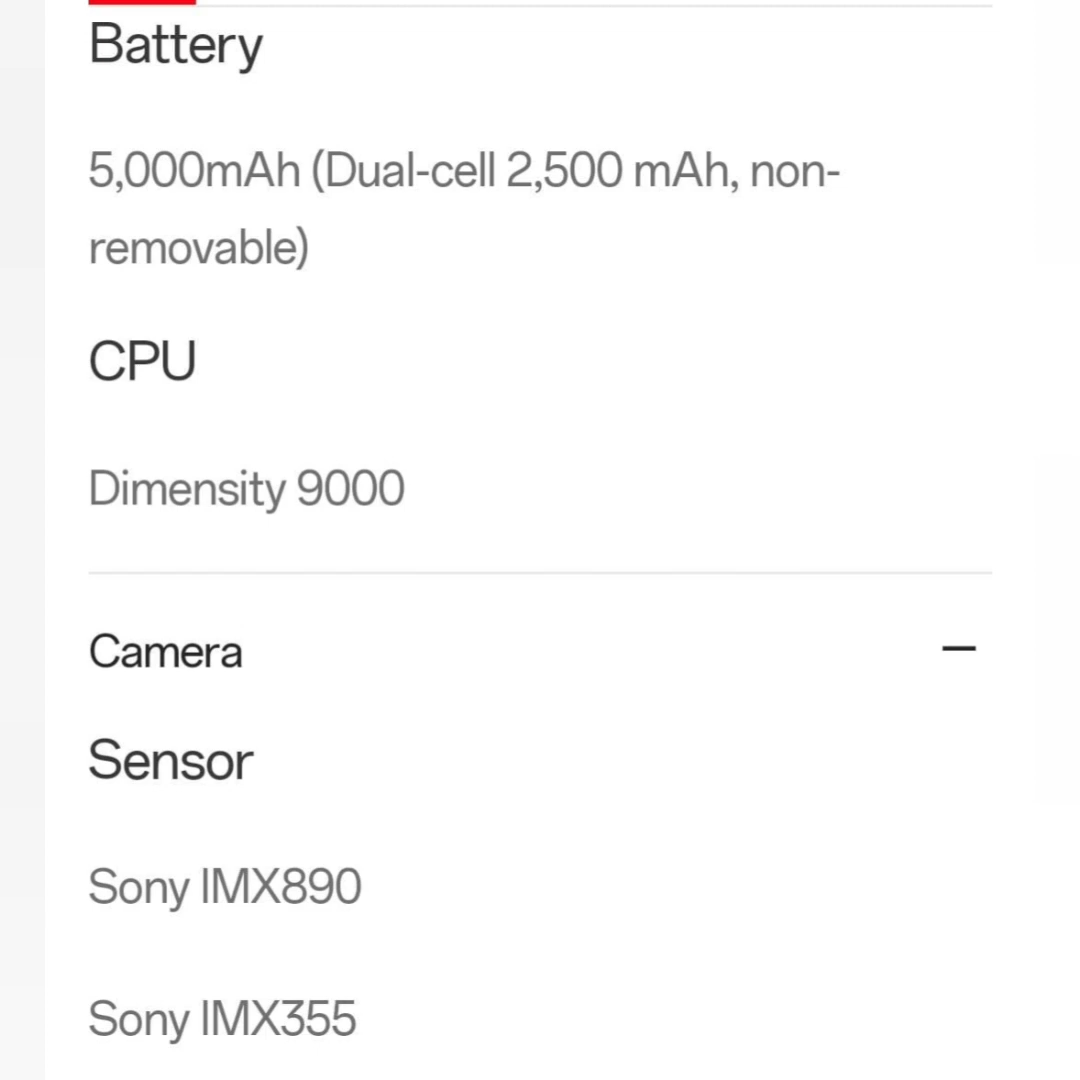 Battery
5,000mAh (Dual-cell 2,500 mAh, non-
removable)
CPU
Dimensity 9000
Camera
Sensor
Sony IMX890
Sony IMX355